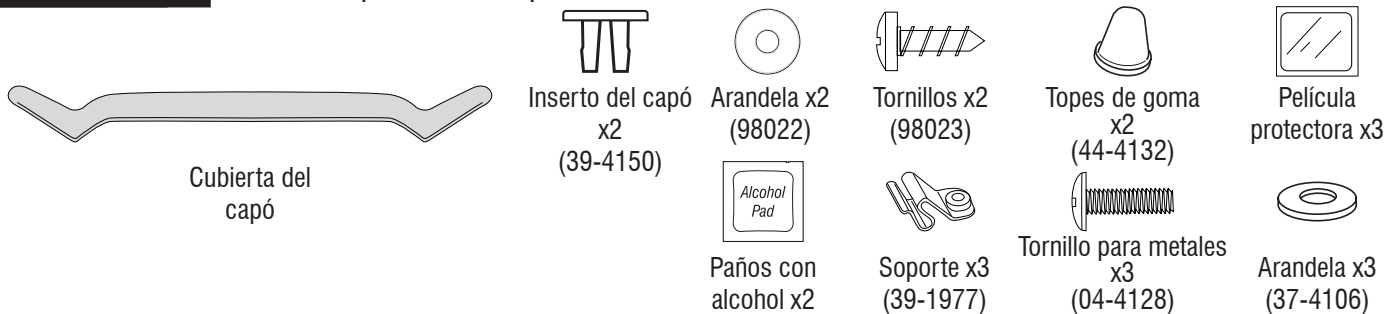 Inserto del capó
x2
(39-4150)
Arandela x2
(98022)
Tornillos x2
(98023)
Topes de goma
x2
(44-4132)
Película
protectora x3
Cubierta del
capó
Alcohol
Pad
Paños con
alcohol x2
Soporte x3
(39-1977)
Tornillo para metales
x3
(04-4128)
Arandela x3
(37-4106)